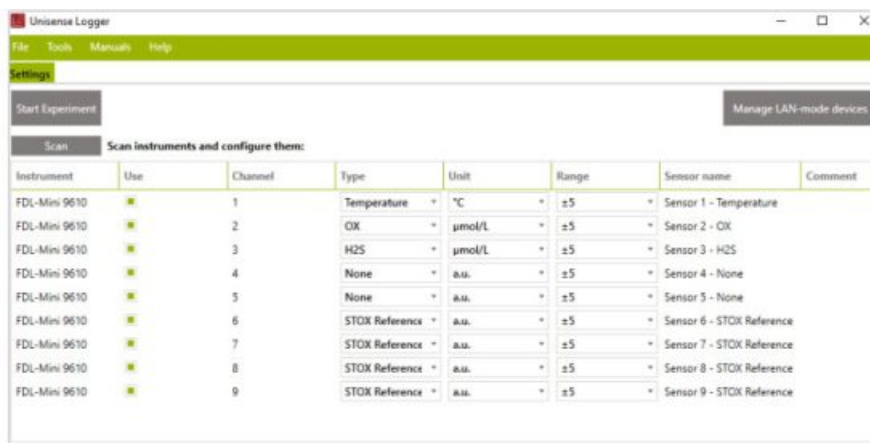 Unisense Logger
File Tools Manuals Help
Settings
Start Experiment
Manage LAN-mode devices
Scan Scan instruments and configure them:
Instrument Use Channel Type Unit Range Sensor name Comment
FDL-Mini 9610 1 Temperature °C ±5 Sensor 1 - Temperature
FDL-Mini 9610 2 OX µmol/L ±5 Sensor 2 - OX
FDL-Mini 9610 3 H2S µmol/L ±5 Sensor 3 - H2S
FDL-Mini 9610 4 None a.u. ±5 Sensor 4 - None
FDL-Mini 9610 5 None a.u. ±5 Sensor 5 - None
FDL-Mini 9610 6 STOX Reference a.u. ±5 Sensor 6 - STOX Reference
FDL-Mini 9610 7 STOX Reference a.u. ±5 Sensor 7 - STOX Reference
FDL-Mini 9610 8 STOX Reference a.u. ±5 Sensor 8 - STOX Reference
FDL-Mini 9610 9 STOX Reference a.u. ±5 Sensor 9 - STOX Reference